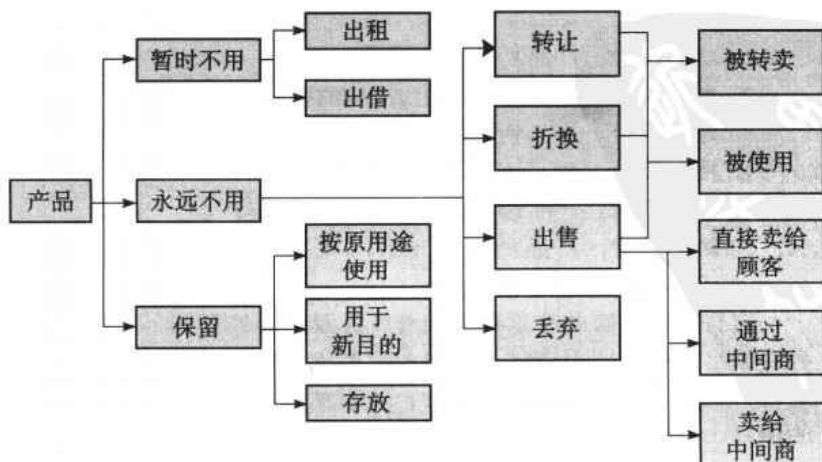 产品
暂时不用
出租
出借
永远不用
转让
折换
出售
丢弃
被转卖
被使用
直接卖给
顾客
通过
中间商
卖给
中间商
保留
按原用途
使用
用于
新目的
存放